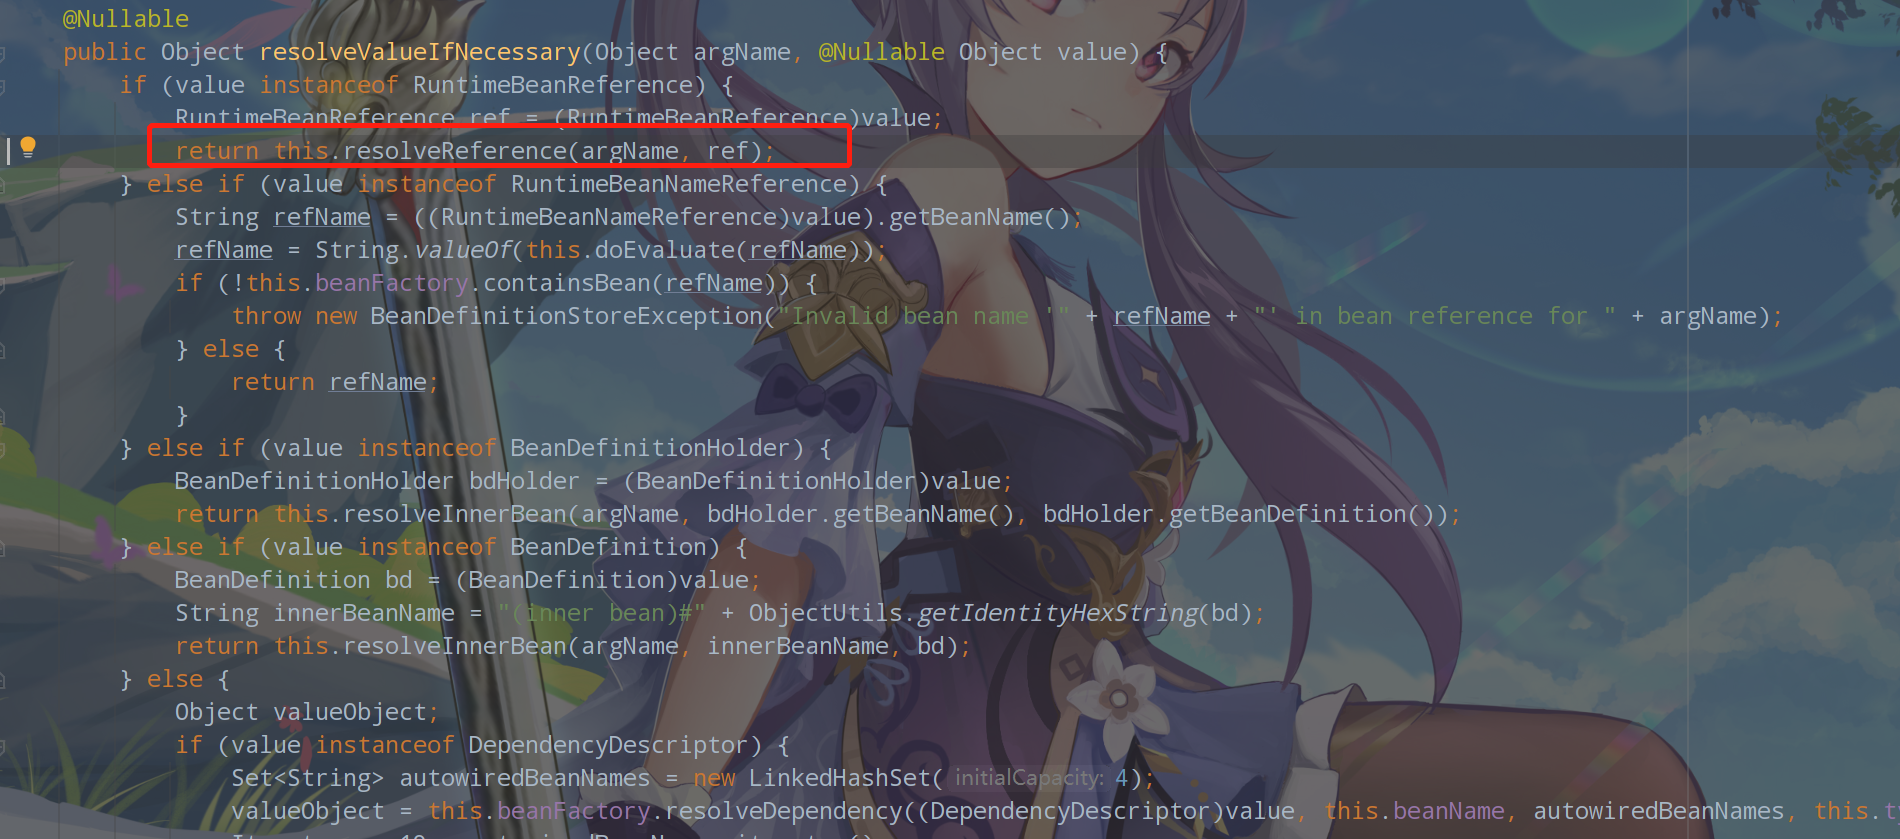 @Nullable
public Object resolveValueIfNecessary(Object argName, @Nullable Object value) {
if (value instanceof RuntimeBeanReference) {
RuntimeBeanReference ref = (RuntimeBeanReference)value;
return this.resolveReference(argName, ref);
} else if (value instanceof RuntimeBeanNameReference) {
String refName = ((RuntimeBeanNameReference)value).getBeanName();
refName = String.valueOf(this.doEvaluate(refName));
if (!this.beanFactory.containsBean(refName)) {
throw new BeanDefinitionStoreException("Invalid bean name '" + refName + "' in bean reference for " + argName);
} else {
return refName;
}
} else if (value instanceof BeanDefinitionHolder) {
BeanDefinitionHolder bdHolder = (BeanDefinitionHolder)value;
return this.resolveInnerBean(argName, bdHolder.getBeanName(), bdHolder.getBeanDefinition());
} else if (value instanceof BeanDefinition) {
BeanDefinition bd = (BeanDefinition)value;
String innerBeanName = "(inner bean)#" + ObjectUtils.getIdentityHexString(bd);
return this.resolveInnerBean(argName, innerBeanName, bd);
} else {
Object valueObject;
if (value instanceof DependencyDescriptor) {
Set<String> autowiredBeanNames = new LinkedHashSet( initialCapacity: 4);
valueObject = this.beanFactory.resolveDependency((DependencyDescriptor)value, this.beanName, autowiredBeanNames, this.t